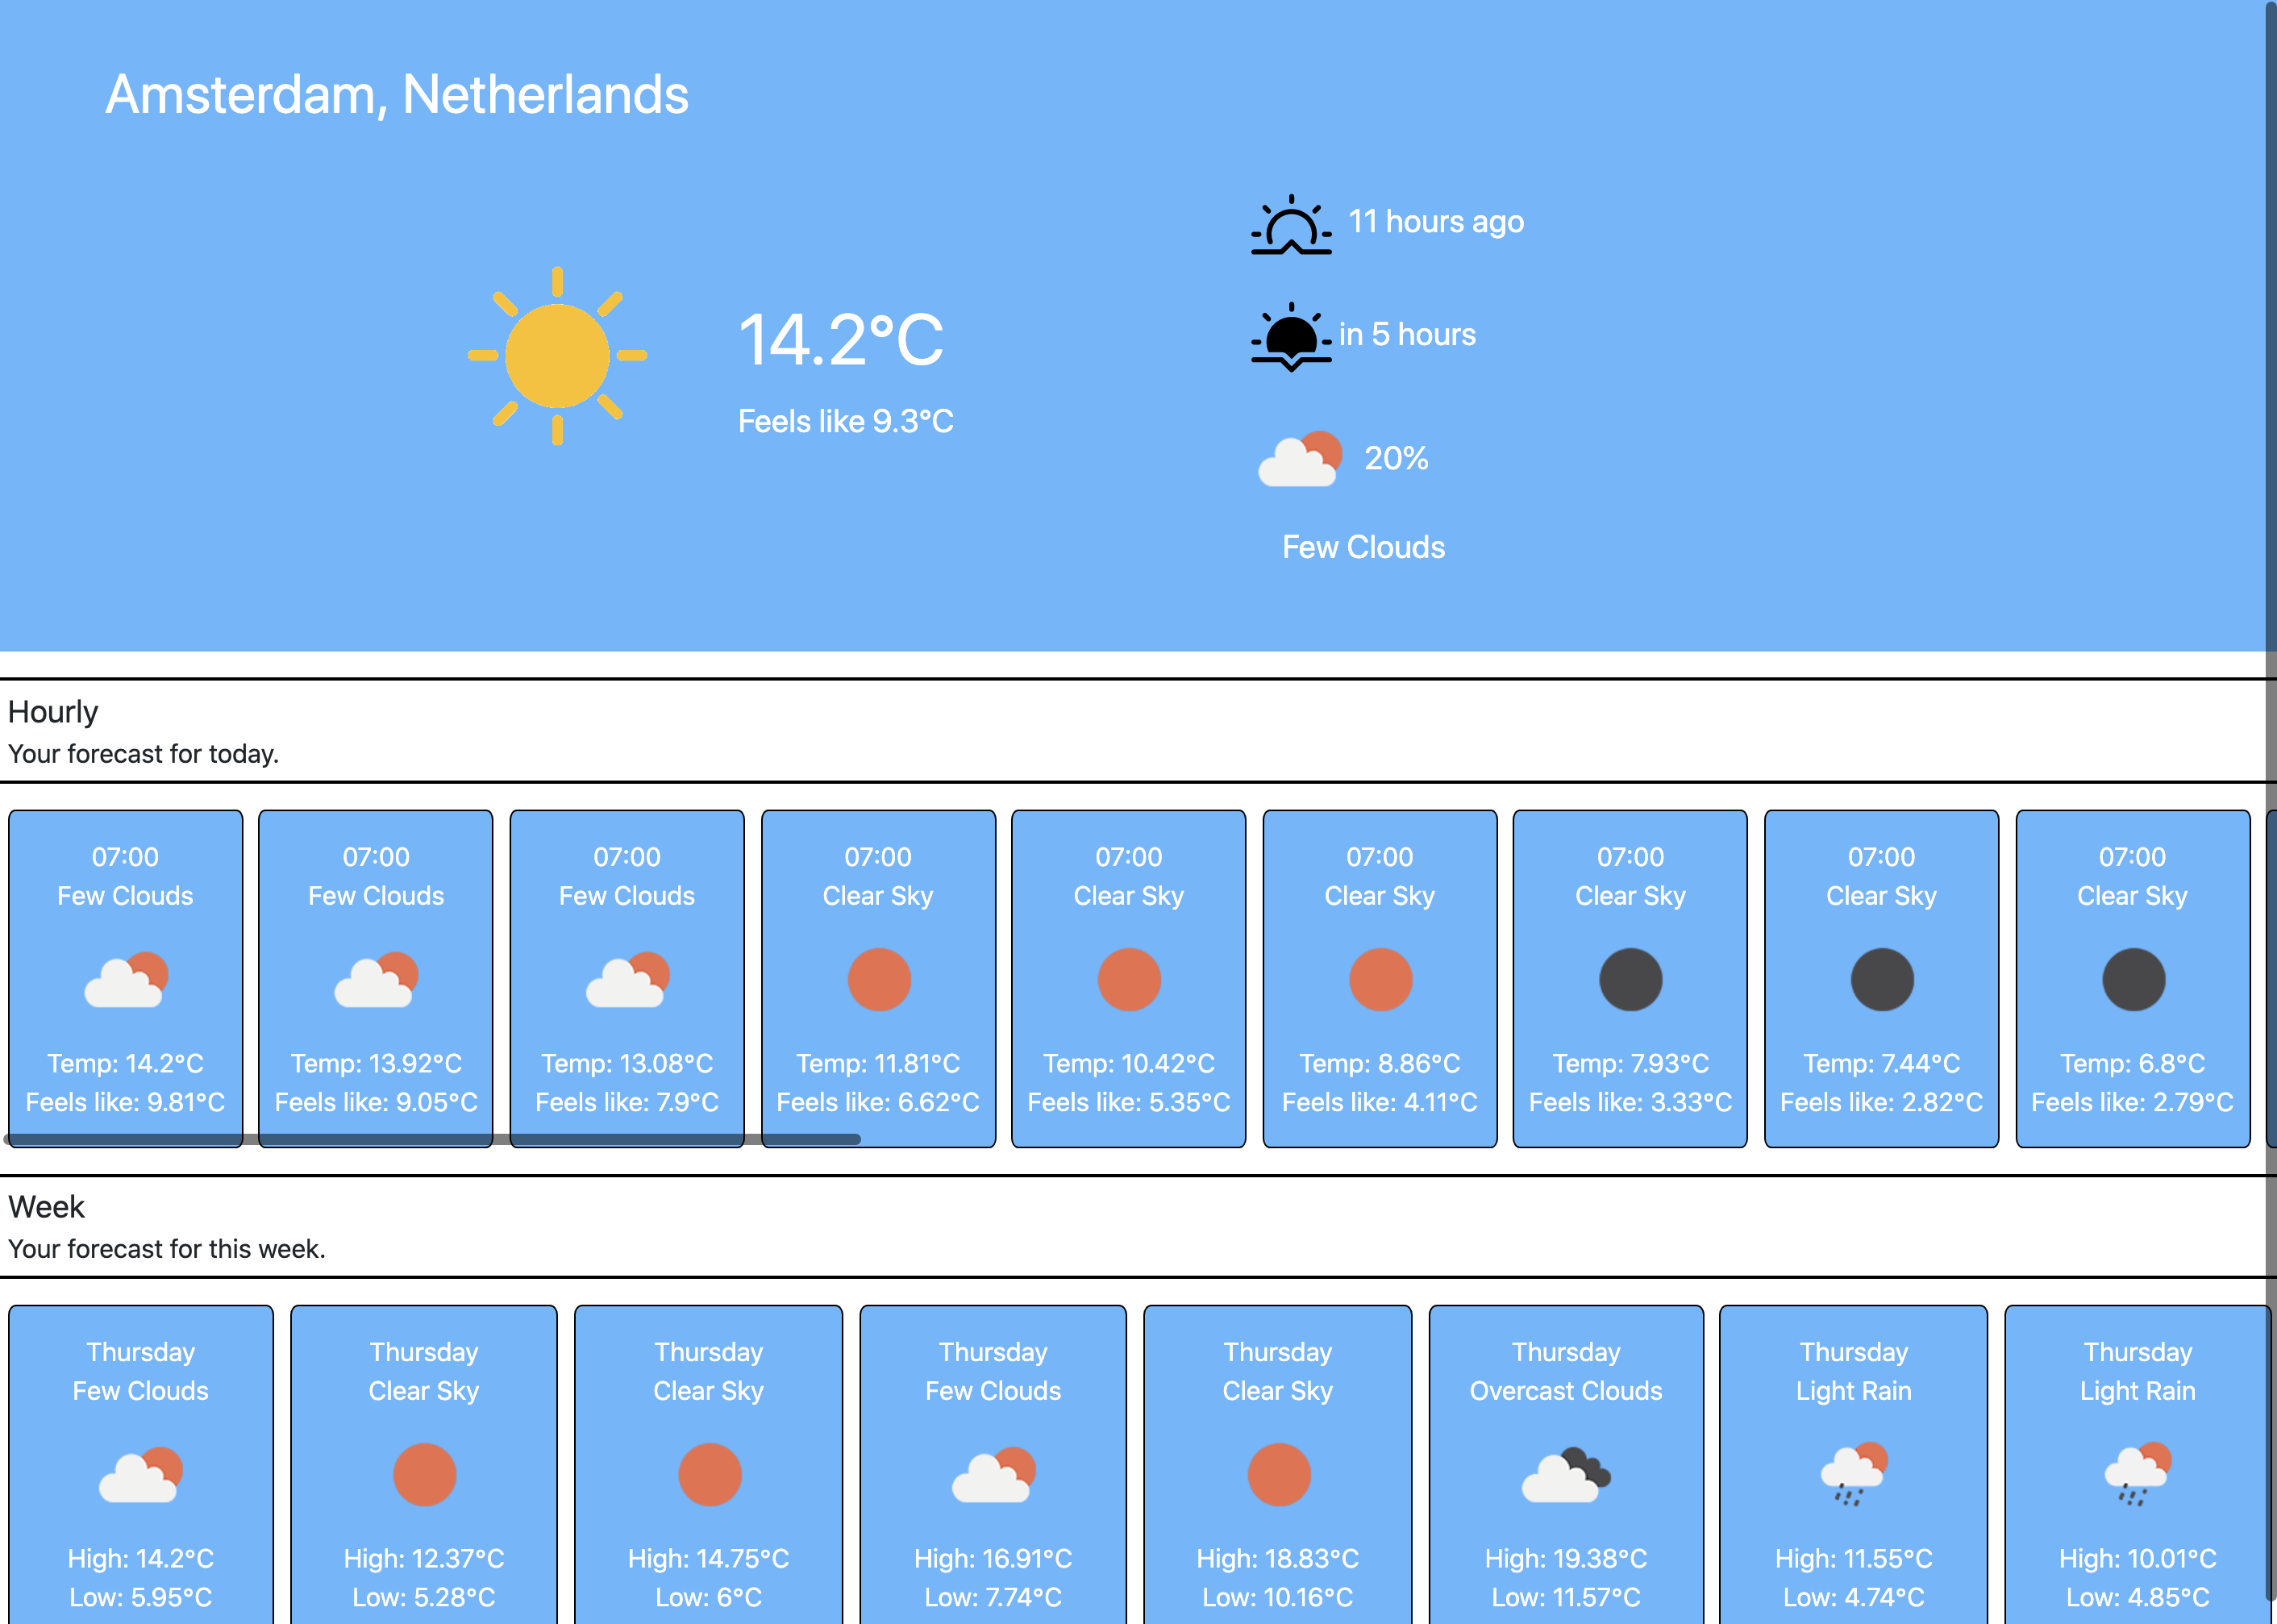 Amsterdam, Netherlands
11 hours ago
in 5 hours
14.2°C
Feels like 9.3°C
20%
Few Clouds
Hourly
Your forecast for today.
07:00
Few Clouds
Temp: 14.2°C
Feels like: 9.81°C
07:00
Few Clouds
Temp: 13.92°C
Feels like: 9.05°C
07:00
Few Clouds
Temp: 13.08°C
Feels like: 7.9°C
07:00
Clear Sky
Temp: 11.81°C
Feels like: 6.62°C
07:00
Clear Sky
Temp: 10.42°C
Feels like: 5.35°C
07:00
Clear Sky
Temp: 8.86°C
Feels like: 4.11°C
07:00
Clear Sky
Temp: 7.93°C
Feels like: 3.33°C
07:00
Clear Sky
Temp: 7.44°C
Feels like: 2.82°C
07:00
Clear Sky
Temp: 6.8°C
Feels like: 2.79°C
Week
Your forecast for this week.
Thursday
Few Clouds
High: 14.2°C
Low: 5.95°C
Thursday
Clear Sky
High: 12.37°C
Low: 5.28°C
Thursday
Clear Sky
High: 14.75°C
Low: 6°C
Thursday
Few Clouds
High: 16.91°C
Low: 7.74°C
Thursday
Clear Sky
High: 18.83°C
Low: 10.16°C
Thursday
Overcast Clouds
High: 19.38°C
Low: 11.57°C
Thursday
Light Rain
High: 11.55°C
Low: 4.74°C
Thursday
Light Rain
High: 10.01°C
Low: 4.85°C